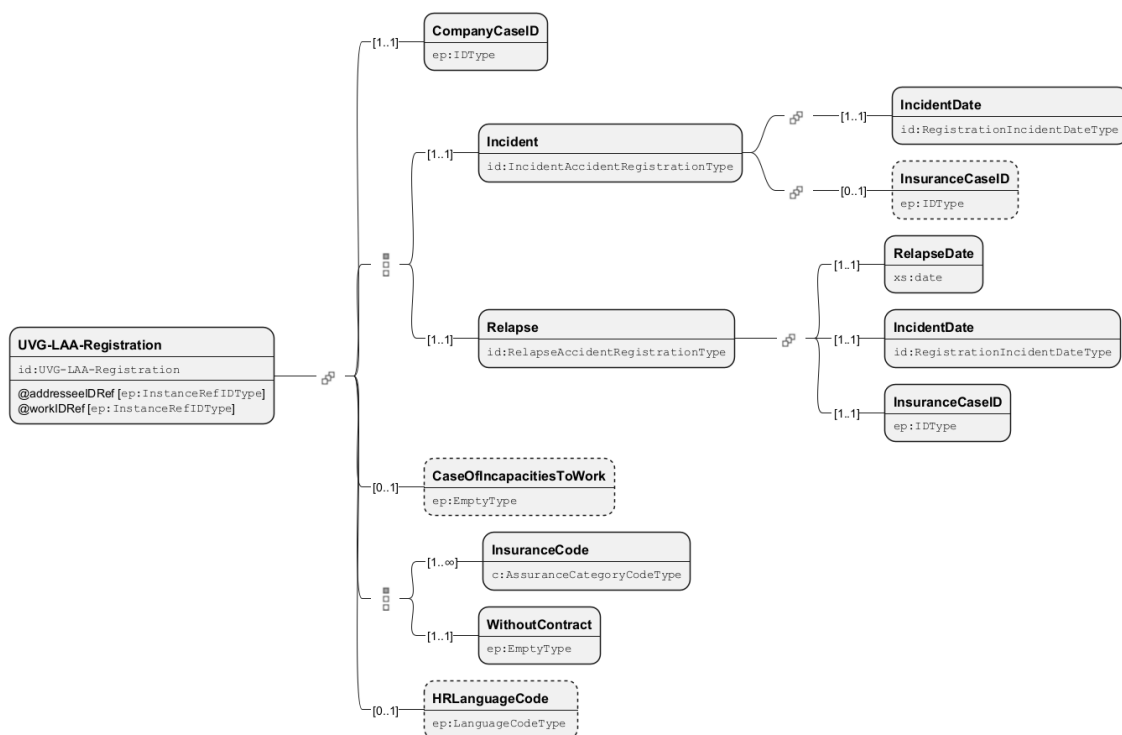 [1..1]
CompanyCaseID
ep:IDType
[1..1]
Incident
id:IncidentAccidentRegistrationType
[1..1]
IncidentDate
id:RegistrationIncidentDateType
[0..1]
InsuranceCaseID
ep:IDType
[1..1]
Relapse
id:RelapseAccidentRegistrationType
[1..1]
RelapseDate
xs:date
[1..1]
IncidentDate
id:RegistrationIncidentDateType
[1..1]
InsuranceCaseID
ep:IDType
UVG-LAA-Registration
id:UVG-LAA-Registration
@addresseeIDRef [ep:InstanceRefIDType]
@workIDRef [ep:InstanceRefIDType]
[0..1]
CaseOfIncapacitiesToWork
ep:EmptyType
[1..∞]
InsuranceCode
c:AssuranceCategoryCodeType
[1..1]
WithoutContract
ep:EmptyType
[0..1]
HRLanguageCode
ep:LanguageCodeType